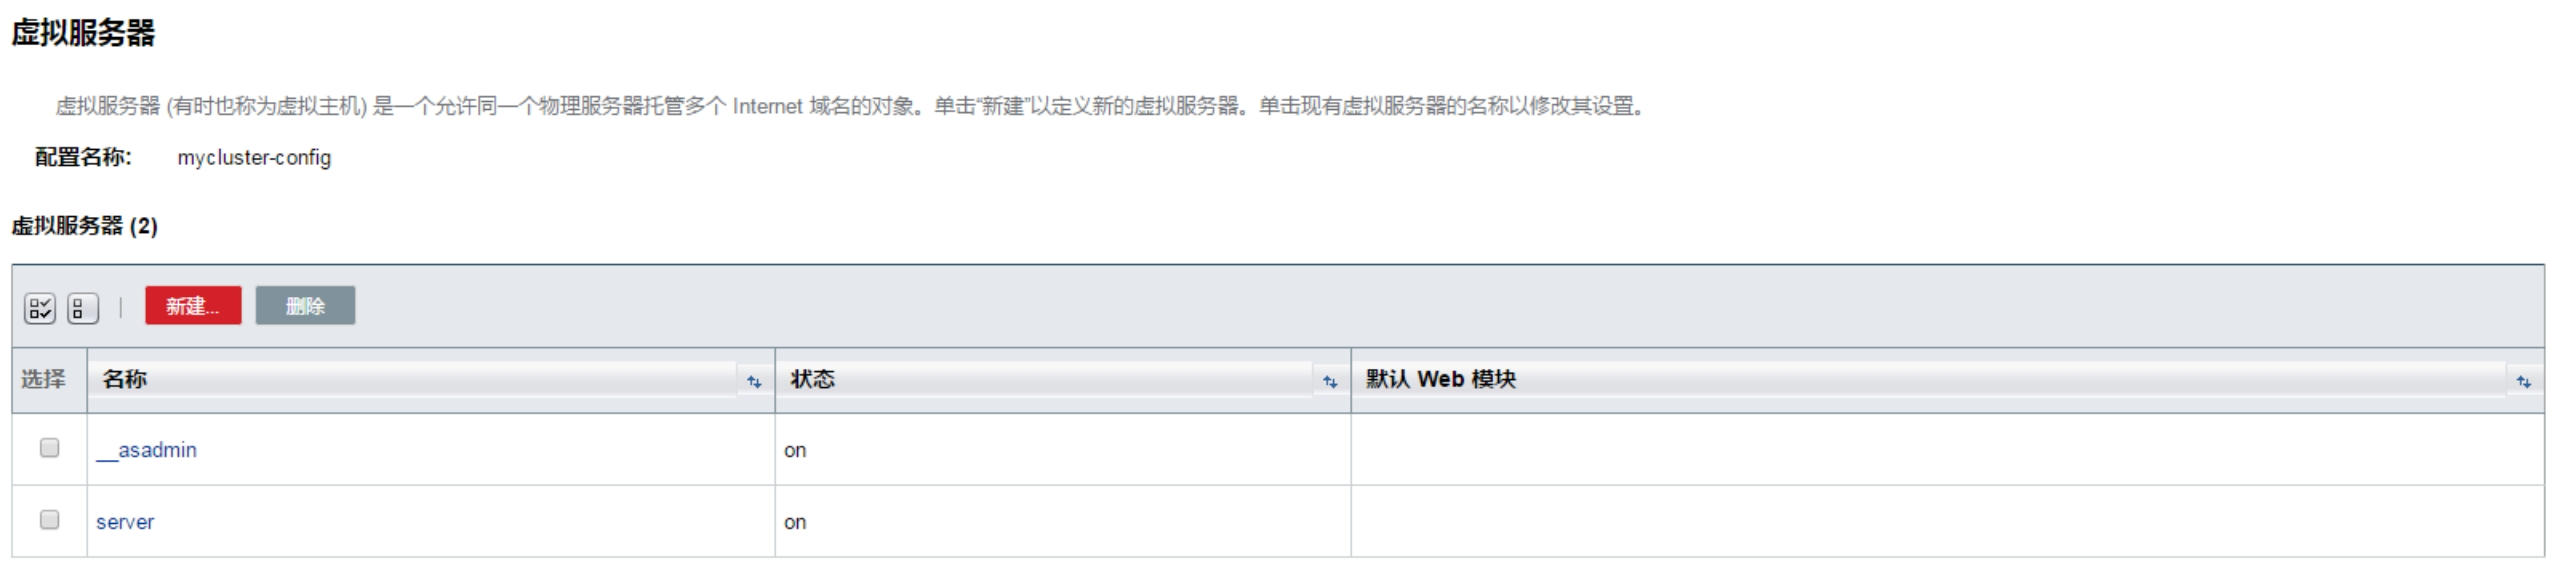 虚拟服务器
虚拟服务器 (有时也称为虚拟主机) 是一个允许同一个物理服务器托管多个 Internet 域名的对象。单击“新建”以定义新的虚拟服务器。单击现有虚拟服务器的名称以修改其设置。
配置名称: mycluster-config
虚拟服务器 (2)
新建... 删除
选择 名称 状态 默认 Web 模块
__asadmin on
server on